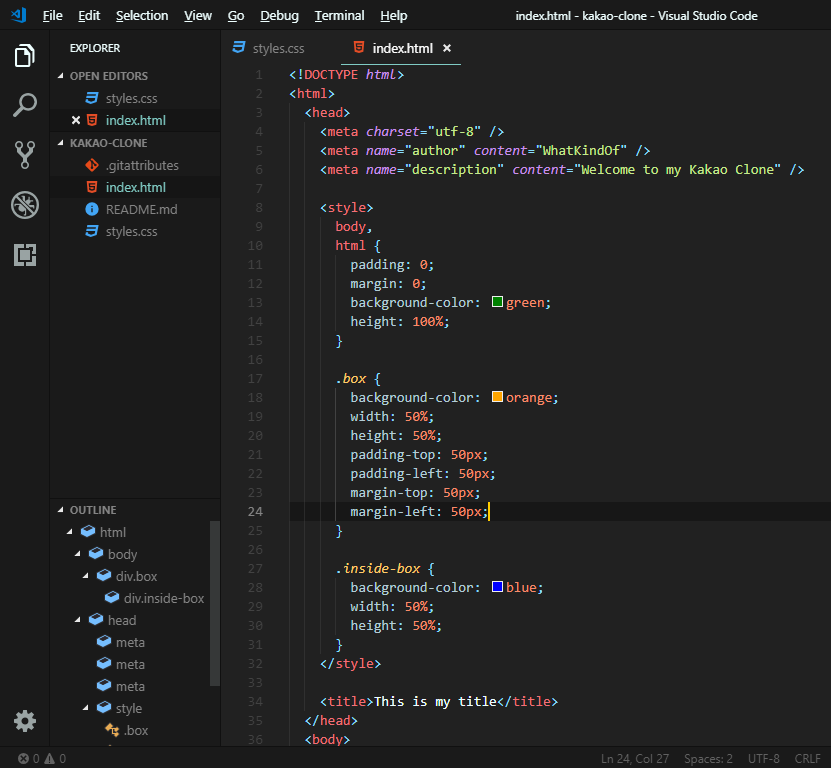 File Edit Selection View Go Debug Terminal Help index.html - kakao-clone - Visual Studio Code
EXPLORER
OPEN EDITORS
styles.css
index.html
KAKAO-CLONE
.gitattributes
index.html
README.md
styles.css
OUTLINE
html
body
div.box
div.inside-box
head
meta
meta
meta
style
.box
styles.css index.html
1 <!DOCTYPE html>
2 <html>
3 <head>
4 <meta charset="utf-8" />
5 <meta name="author" content="WhatKindOf" />
6 <meta name="description" content="Welcome to my Kakao Clone" />
7
8 <style>
9 body,
10 html {
11 padding: 0;
12 margin: 0;
13 background-color: green;
14 height: 100%;
15 }
16
17 .box {
18 background-color: orange;
19 width: 50%;
20 height: 50%;
21 padding-top: 50px;
22 padding-left: 50px;
23 margin-top: 50px;
24 margin-left: 50px;
25 }
26
27 .inside-box {
28 background-color: blue;
29 width: 50%;
30 height: 50%;
31 }
32 </style>
33
34 <title>This is my title</title>
35 </head>
36 <body>
0 0 Ln 24, Col 27 Spaces: 2 UTF-8 CRLF